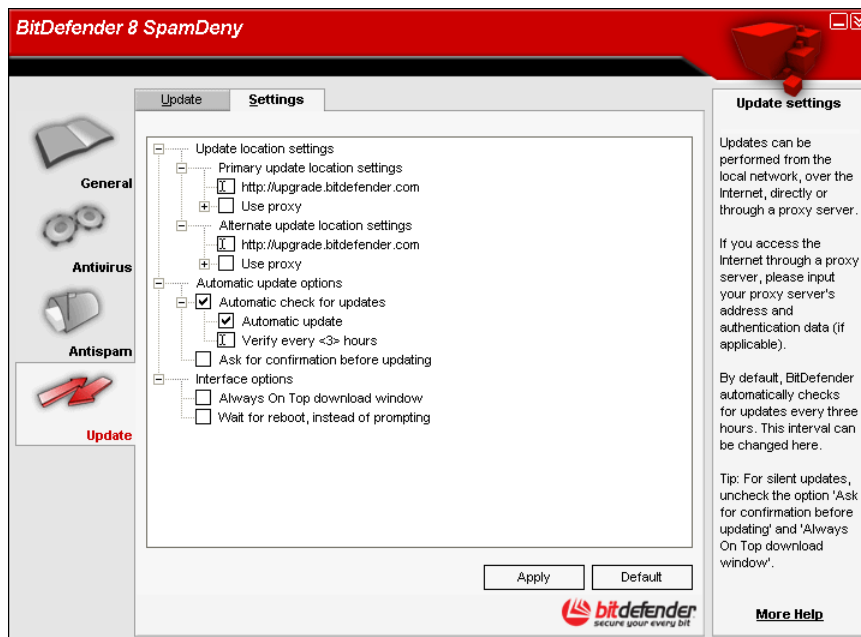 BitDefender 8 SpamDeny
General
Antivirus
Antispam
Update
Update
Settings
Update location settings
Primary update location settings
http://upgrade.bitdefender.com
Use proxy
Alternate update location settings
http://upgrade.bitdefender.com
Use proxy
Automatic update options
Automatic check for updates
Automatic update
Verify every <3> hours
Ask for confirmation before updating
Interface options
Always On Top download window
Wait for reboot, instead of prompting
Apply
Default
bitdefender
secure your every bit
Update settings
Updates can be
performed from the
local network, over the
Internet, directly or
through a proxy server.
If you access the
Internet through a proxy
server, please input
your proxy server's
address and
authentication data (if
applicable).
By default, BitDefender
automatically checks
for updates every three
hours. This interval can
be changed here.
Tip: For silent updates,
uncheck the option 'Ask
for confirmation before
updating' and 'Always
On Top download
window'.
More Help